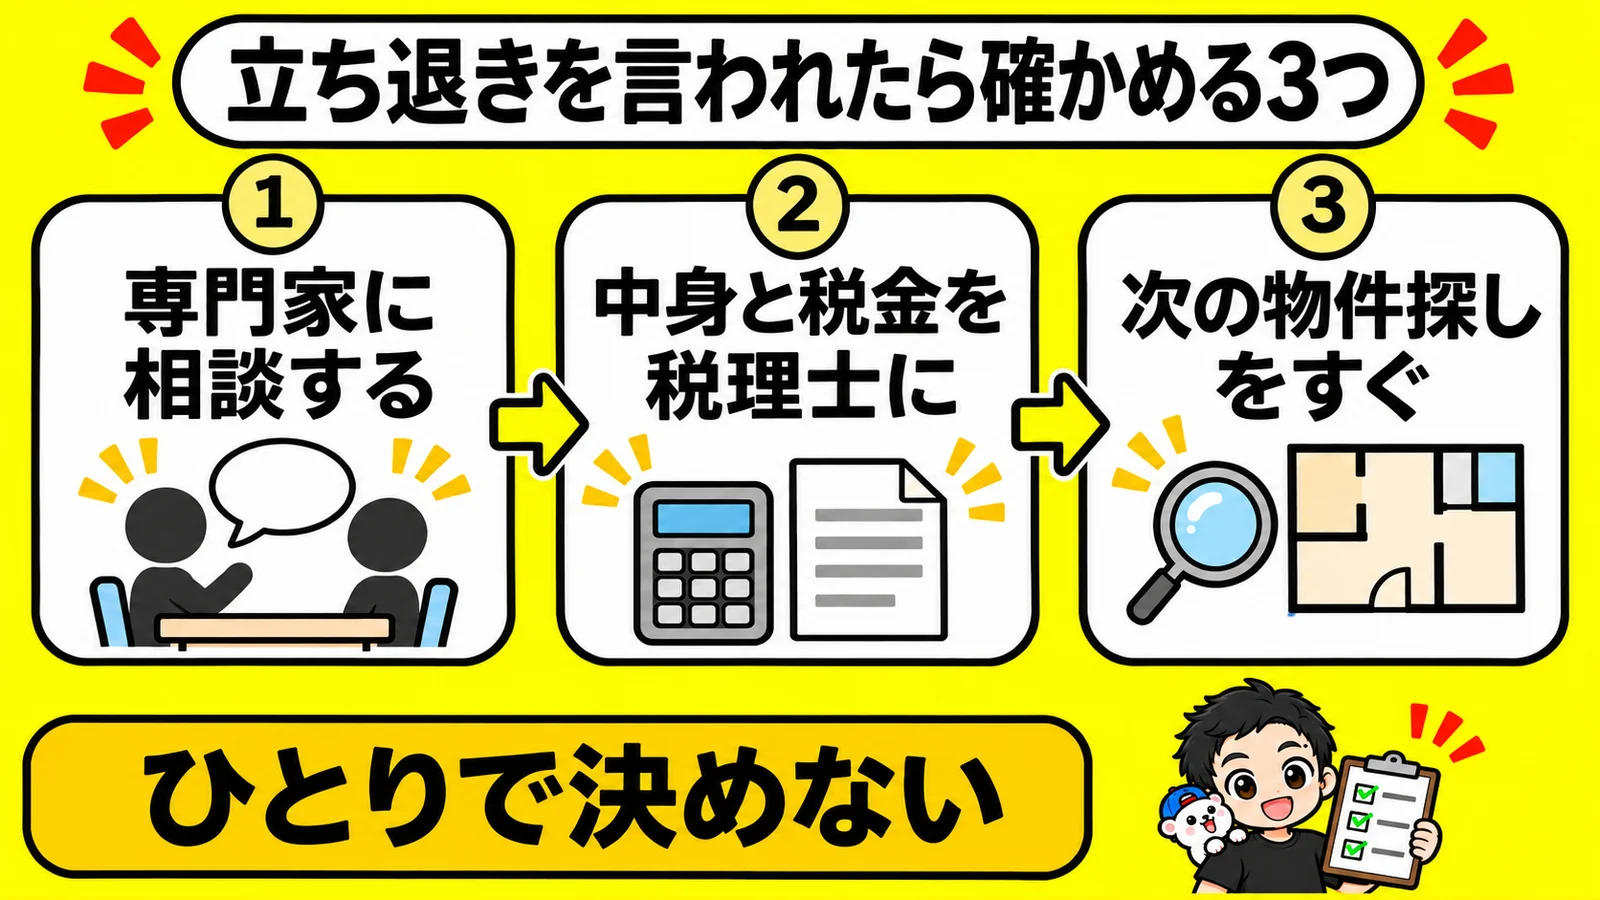 立ち退きを言われたら確かめる3つ
1
専門家に
相談する
2
中身と税金を
税理士に
3
次の物件探し
をすぐ
ひとりで決めない